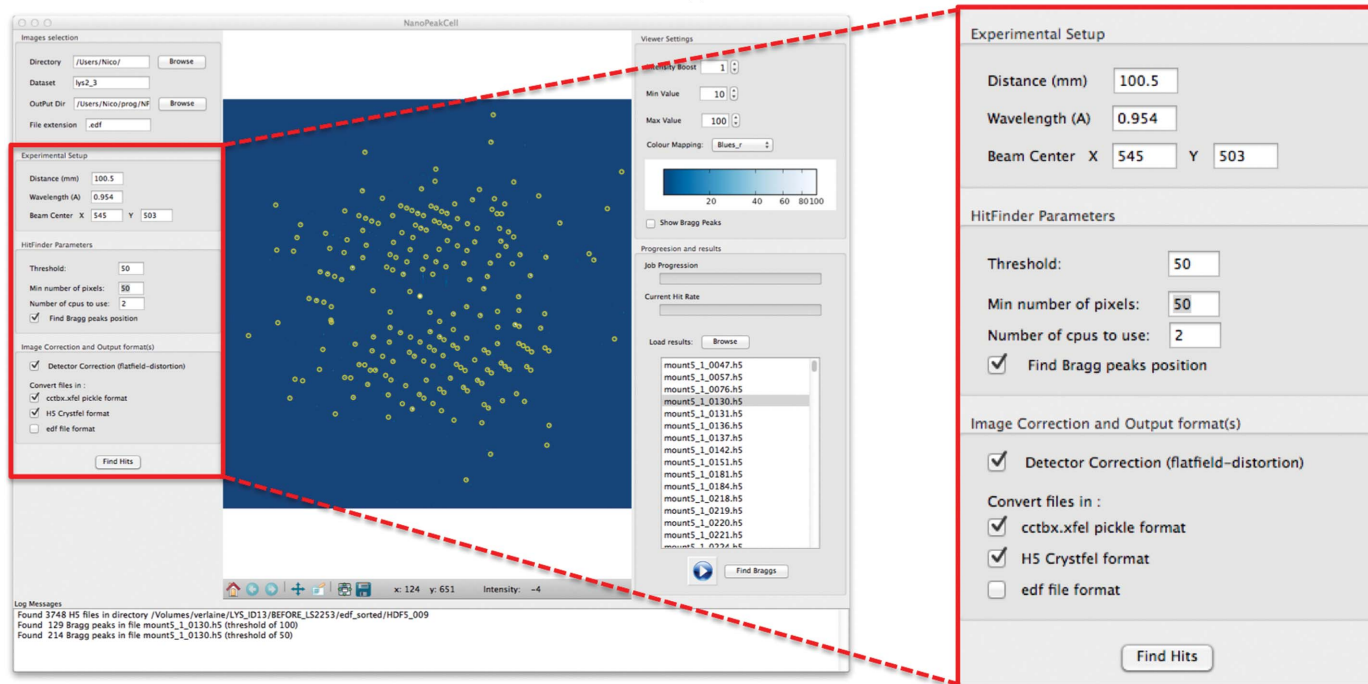 NanoPeakCell
Images selection
Directory /Users/Nico/ Browse
Dataset lys2_3
OutPut Dir /Users/Nico/prog/NF Browse
File extension .edf
Experimental Setup
Distance (mm) 100.5
Wavelength (A) 0.954
Beam Center X 545 Y 503
HitFinder Parameters
Threshold: 50
Min number of pixels: 50
Number of cpus to use: 2
Find Bragg peaks position
Image Correction and Output format(s)
Detector Correction (flatfield-distortion)
Convert files in :
cctbx.xfel pickle format
H5 Crystfel format
edf file format
Find Hits
x: 124 y: 651 Intensity: -4
Viewer Settings
Boost 1
Min Value 10
Max Value 100
Colour Mapping: Blues_r
20 40 60 80100
Show Bragg Peaks
Progreesion and results
Job Progression
Current Hit Rate
Load results: Browse
mount5_1_0047.h5
mount5_1_0057.h5
mount5_1_0076.h5
mount5_1_0130.h5
mount5_1_0131.h5
mount5_1_0136.h5
mount5_1_0137.h5
mount5_1_0142.h5
mount5_1_0151.h5
mount5_1_0181.h5
mount5_1_0184.h5
mount5_1_0218.h5
mount5_1_0219.h5
mount5_1_0220.h5
mount5_1_0221.h5
mount5_1_0224.h5
Find Braggs
Log Messages
Found 3748 H5 files in directory /Volumes/verlaine/LYS_ID13/BEFORE_LS2253/edf_sorted/HDF5_009
Found 129 Bragg peaks in file mount5_1_0130.h5 (threshold of 100)
Found 214 Bragg peaks in file mount5_1_0130.h5 (threshold of 50)
Experimental Setup
Distance (mm) 100.5
Wavelength (A) 0.954
Beam Center X 545 Y 503
HitFinder Parameters
Threshold: 50
Min number of pixels: 50
Number of cpus to use: 2
Find Bragg peaks position
Image Correction and Output format(s)
Detector Correction (flatfield-distortion)
Convert files in :
cctbx.xfel pickle format
H5 Crystfel format
edf file format
Find Hits